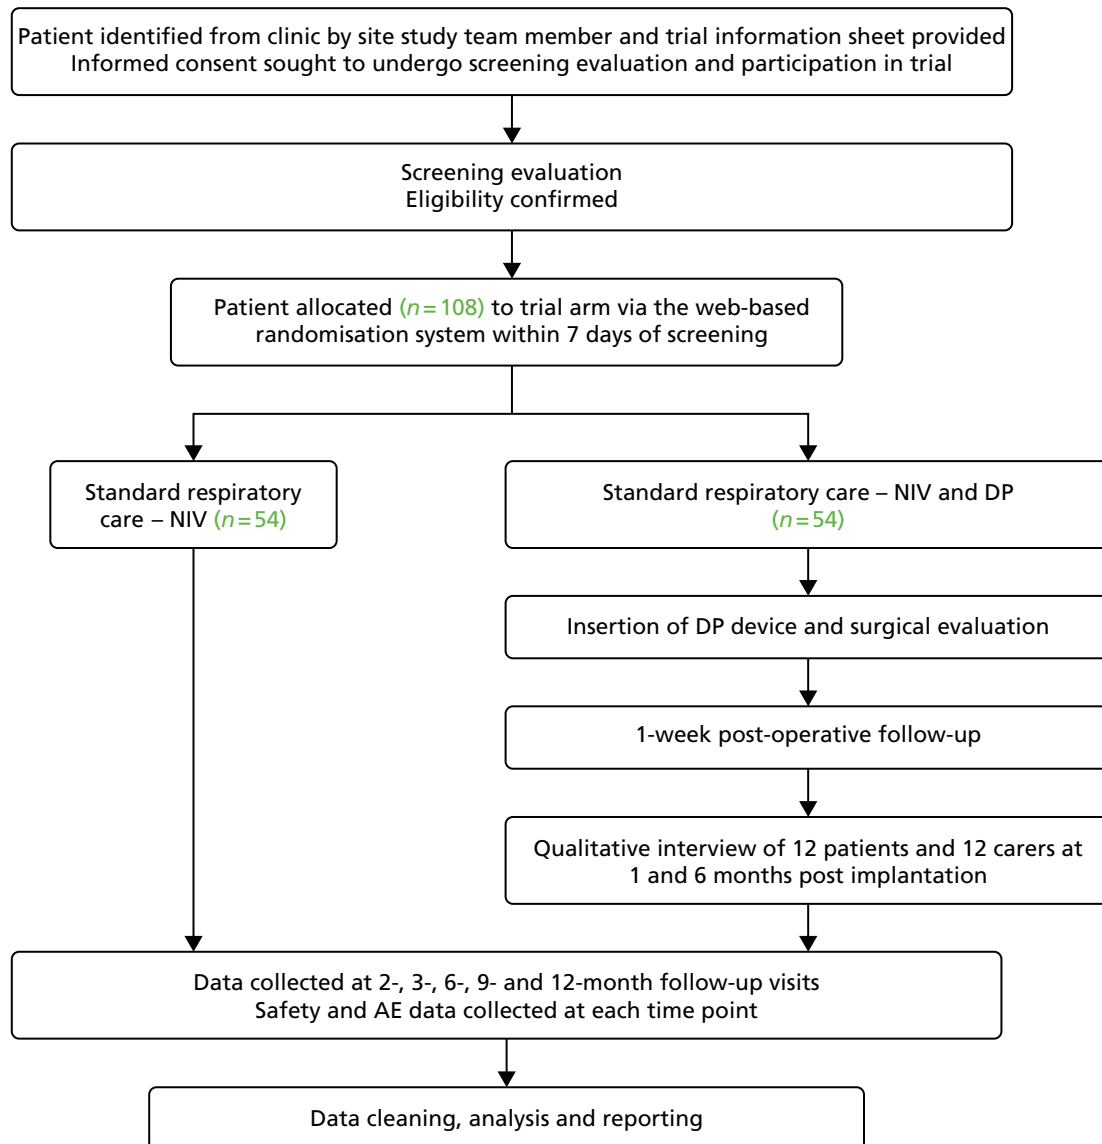 Patient identified from clinic by site study team member and trial information sheet provided
Informed consent sought to undergo screening evaluation and participation in trial
Screening evaluation
Eligibility confirmed
Patient allocated (n=108) to trial arm via the web-based
randomisation system within 7 days of screening
Standard respiratory
care – NIV (n=54)
Standard respiratory care – NIV and DP
(n=54)
Insertion of DP device and surgical evaluation
1-week post-operative follow-up
Qualitative interview of 12 patients and 12 carers at
1 and 6 months post implantation
Data collected at 2-, 3-, 6-, 9- and 12-month follow-up visits
Safety and AE data collected at each time point
Data cleaning, analysis and reporting